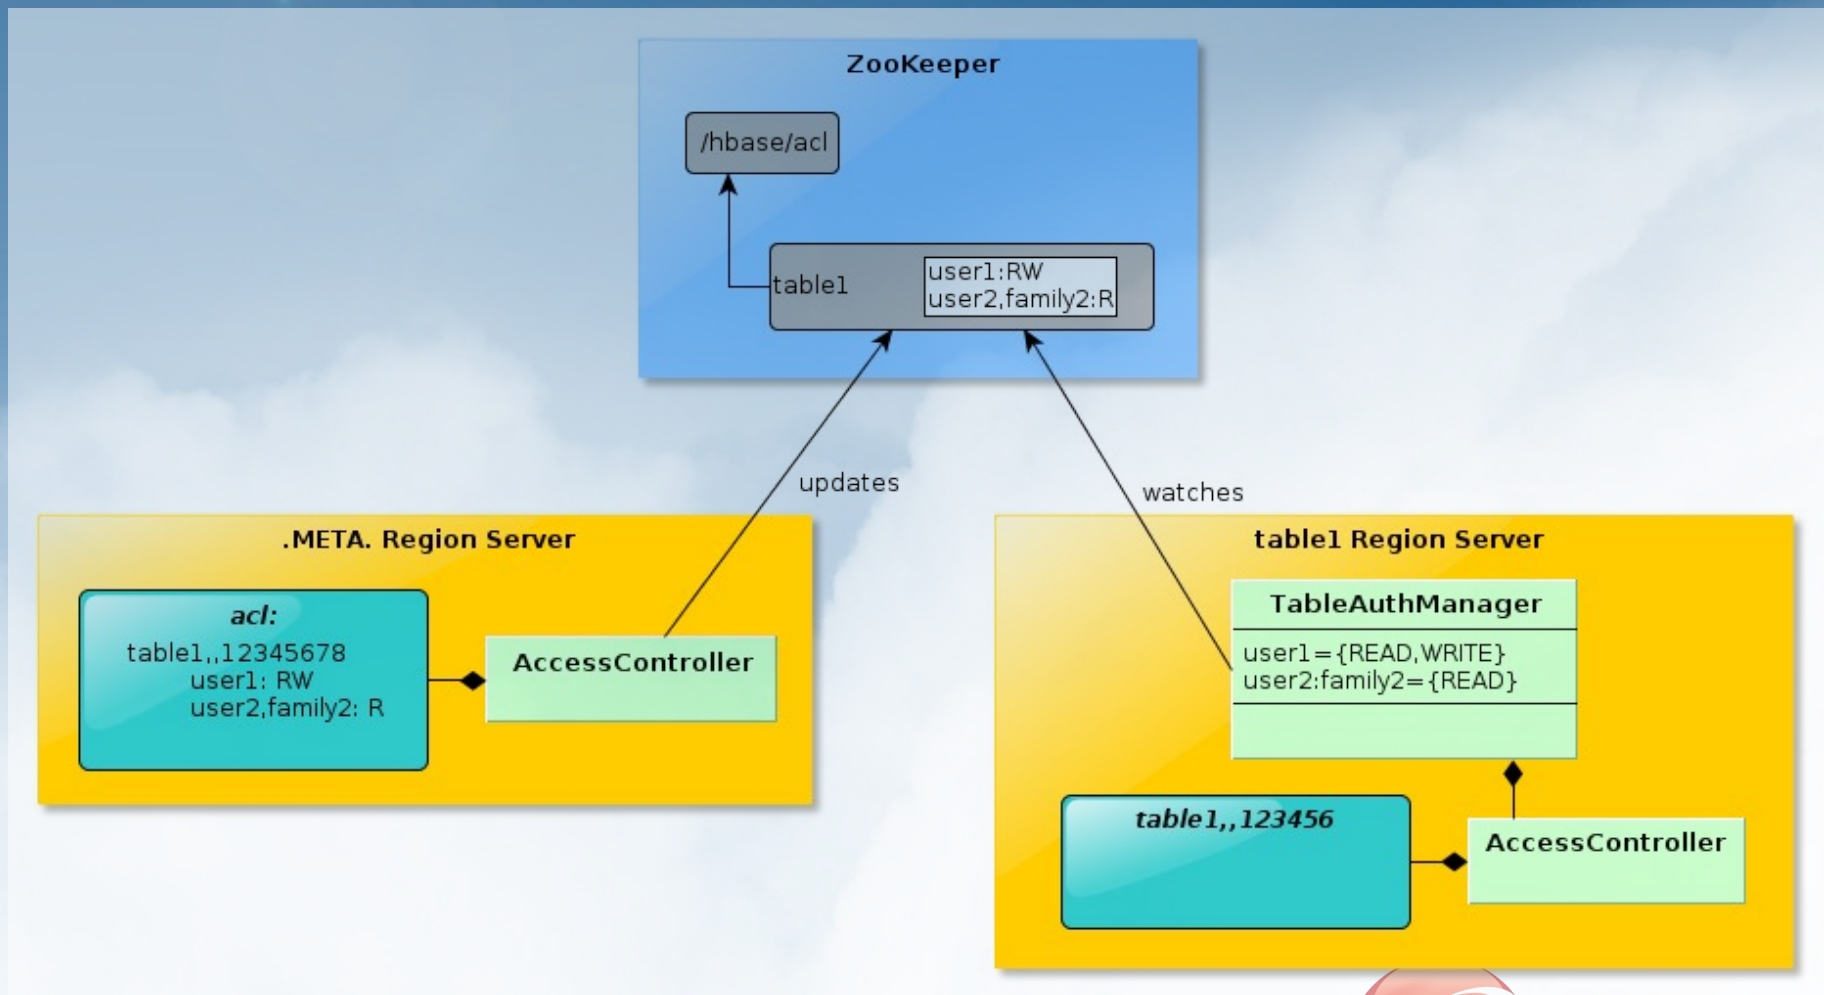 ZooKeeper
/hbase/acl
table1
user1:RW
user2,family2:R
updates
watches
.META. Region Server
acl:
table1,,12345678
user1: RW
user2,family2: R
AccessController
table1 Region Server
TableAuthManager
user1={READ,WRITE}
user2:family2={READ}
table1,,123456
AccessController